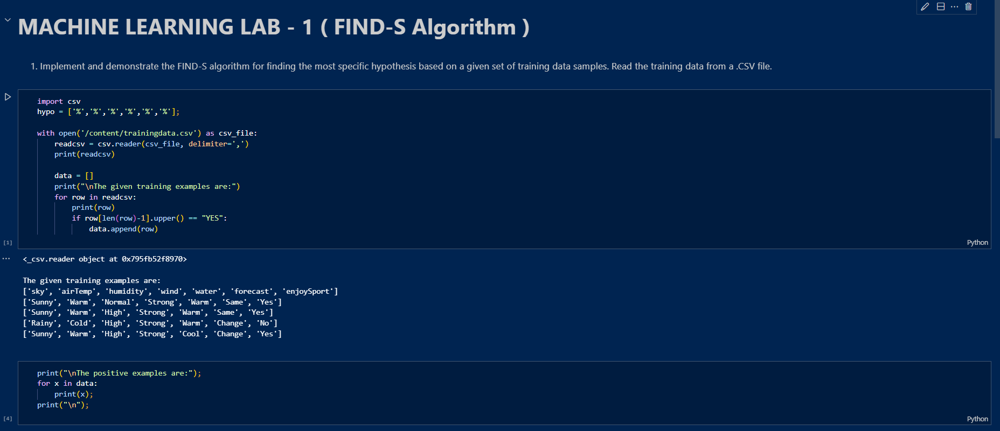 MACHINE LEARNING LAB - 1 ( FIND-S Algorithm )
1. Implement and demonstrate the FIND-S algorithm for finding the most specific hypothesis based on a given set of training data samples. Read the training data from a .CSV file.
import csv
hypo = ['%','%','%','%','%','%'];
with open('/content/trainingdata.csv') as csv_file:
    readcsv = csv.reader(csv_file, delimiter=',')
    print(readcsv)
    data = []
    print("\nThe given training examples are:")
    for row in readcsv:
        print(row)
        if row[len(row)-1].upper() == "YES":
            data.append(row)
[1]
Python
<_csv.reader object at 0x795fb52f8970>
The given training examples are:
['sky', 'airTemp', 'humidity', 'wind', 'water', 'forecast', 'enjoySport']
['Sunny', 'Warm', 'Normal', 'Strong', 'Warm', 'Same', 'Yes']
['Sunny', 'Warm', 'High', 'Strong', 'Warm', 'Same', 'Yes']
['Rainy', 'Cold', 'High', 'Strong', 'Warm', 'Change', 'No']
['Sunny', 'Warm', 'High', 'Strong', 'Cool', 'Change', 'Yes']
print("\nThe positive examples are:");
for x in data:
    print(x);
print("\n");
[4]
Python